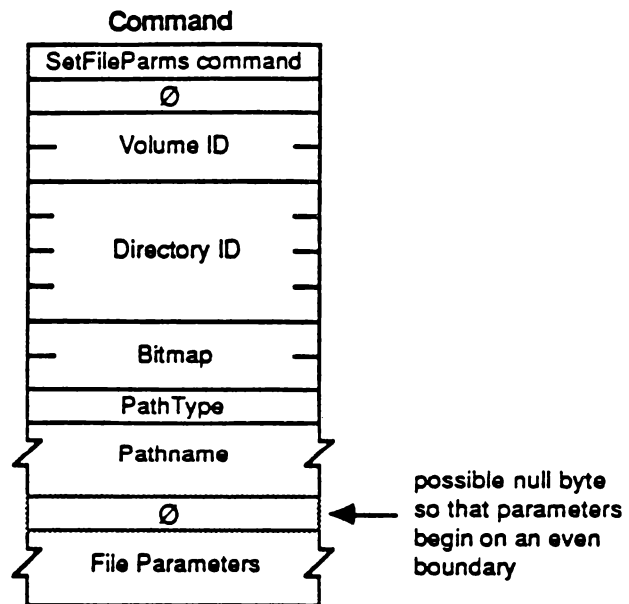 Command
SetFileParms command
Ø
Volume ID
Directory ID
Bitmap
PathType
Pathname
Ø
possible null byte
so that parameters
begin on an even
boundary
File Parameters